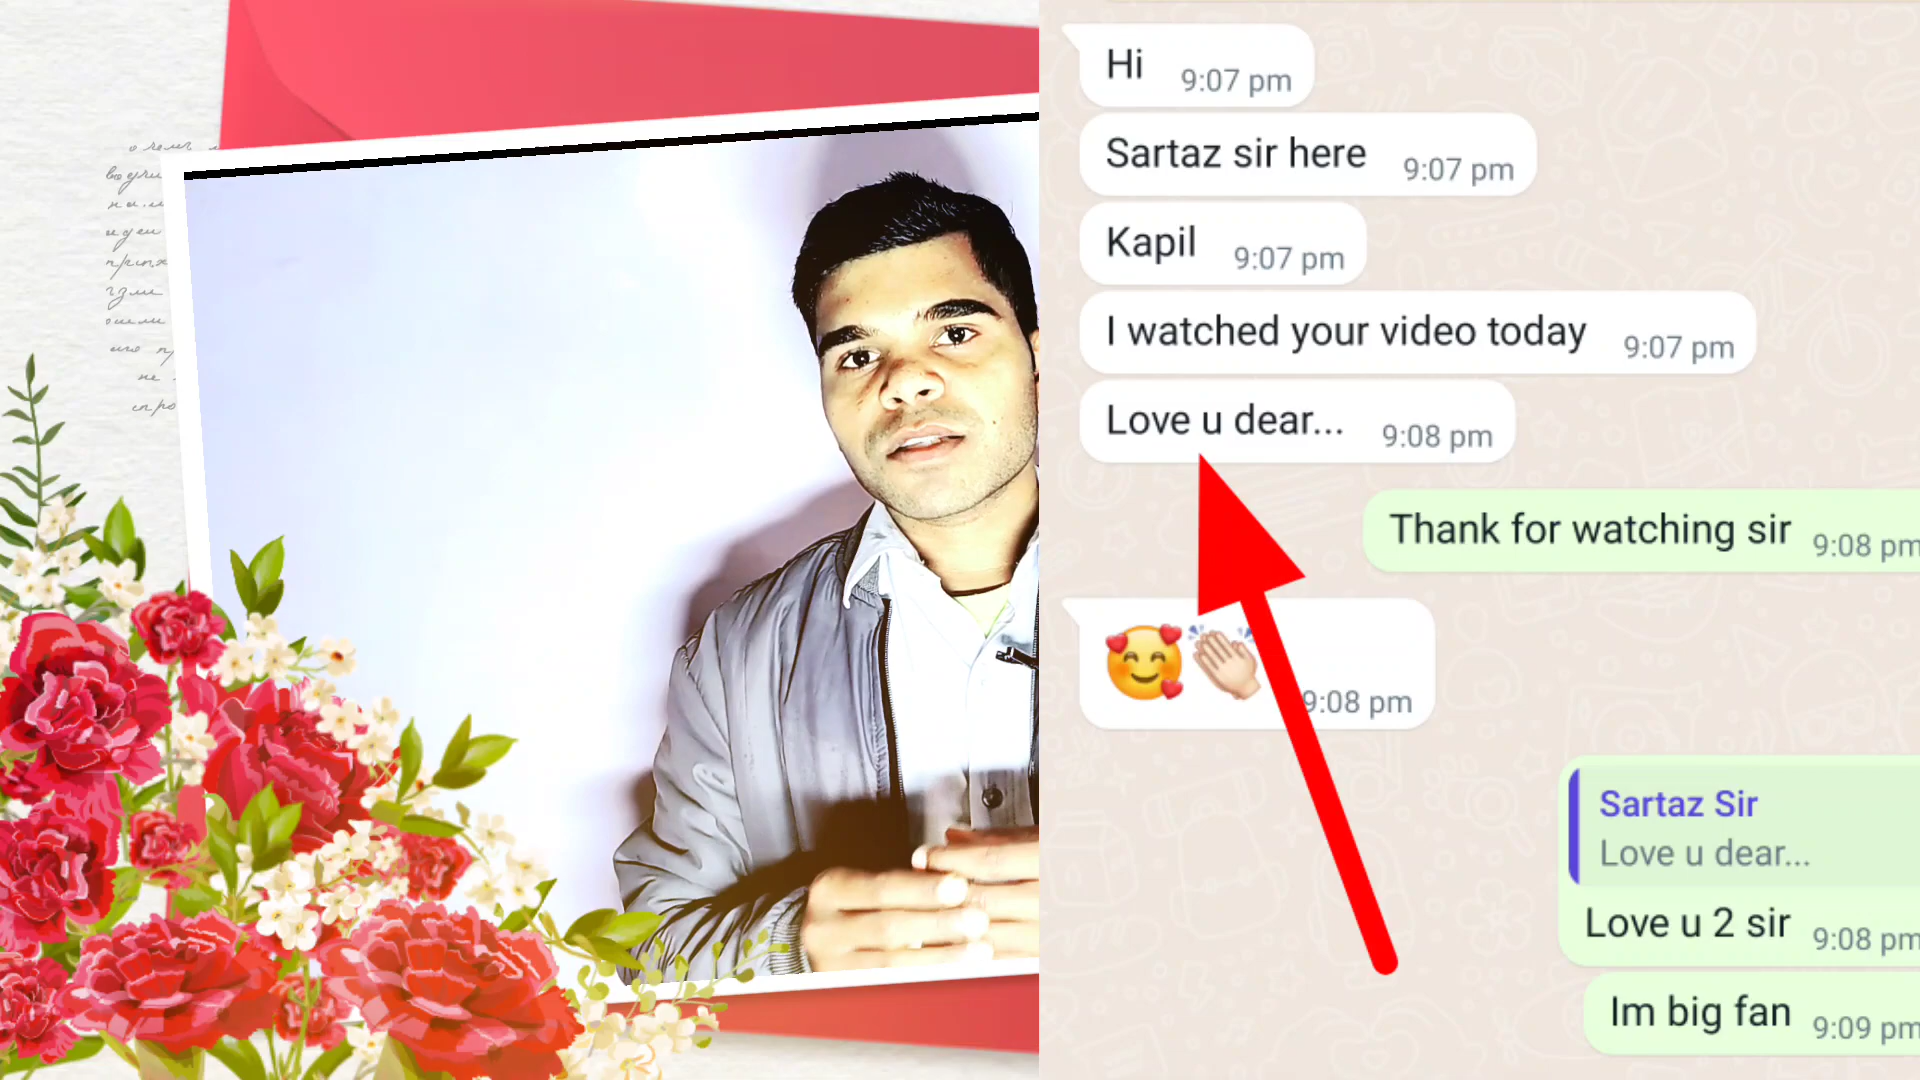 Hi 9:07 pm
Sartaz sir here 9:07 pm
Kapil 9:07 pm
I watched your video today 9:07 pm
Love u dear... 9:08 pm
Thank for watching sir 9:08 pm
🥰👏🏻 9:08 pm
Sartaz Sir
Love u dear...
Love u 2 sir 9:08 pm
Im big fan 9:09 pm